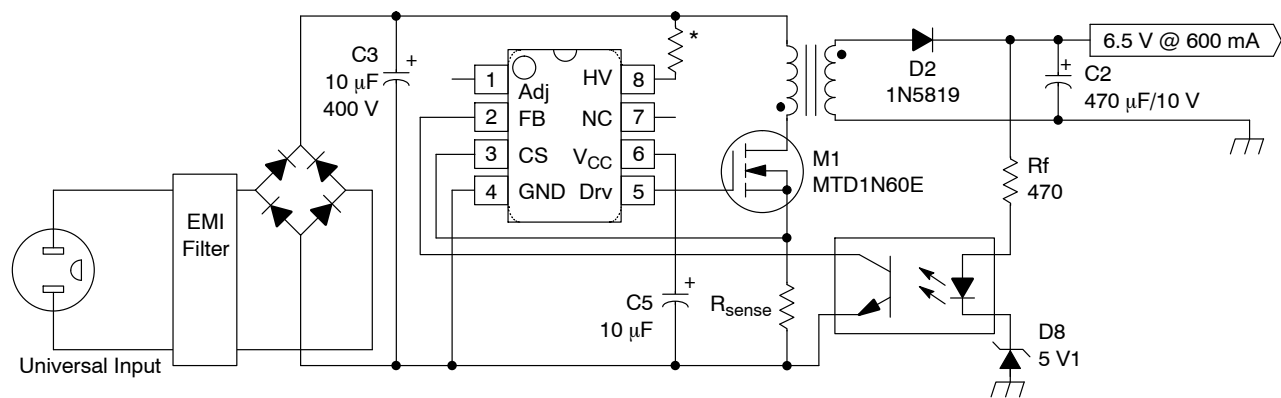 C3
10 μF
400 V
+
*
1
Adj
HV
8
2
FB
NC
7
3
CS
VCC
6
4
GND
Drv
5
D2
1N5819
+
6.5 V @ 600 mA
C2
470 μF/10 V
M1
MTD1N60E
Rf
470
EMI
Filter
Universal Input
+
C5
10 μF
Rsense
D8
5 V1